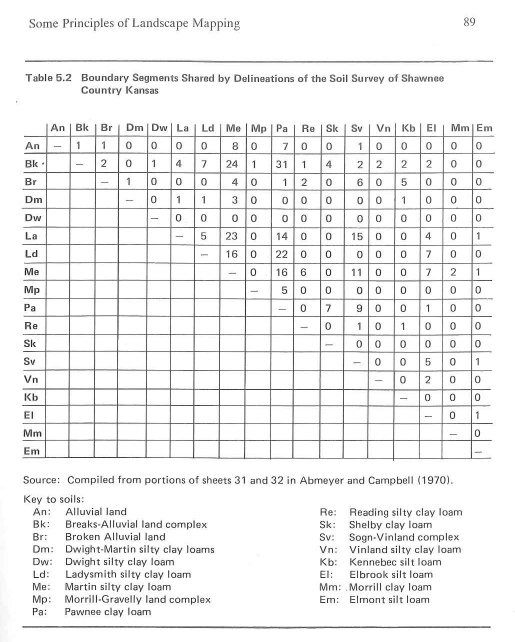 Some Principles of Landscape Mapping 89
Table 5.2 Boundary Segments Shared by Delineations of the Soil Survey of Shawnee
Country Kansas
An Bk Br Dm Dw La Ld Me Mp Pa Re Sk Sv Vn Kb El Mm Em
An – 1 1 0 0 0 0 8 0 7 0 0 1 0 0 0 0 0
Bk – 2 0 1 4 7 24 1 31 1 4 2 2 2 2 0 0
Br – 1 0 0 0 4 0 1 2 0 6 0 5 0 0 0
Dm – 0 1 1 3 0 0 0 0 0 0 1 0 0 0
Dw – 0 0 0 0 0 0 0 0 0 0 0 0 0
La – 5 23 0 14 0 0 15 0 0 4 0 1
Ld – 16 0 22 0 0 0 0 0 7 0 0
Me – 0 16 6 0 11 0 0 7 2 1
Mp – 5 0 0 0 0 0 0 0 0
Pa – 0 7 9 0 0 1 0 0
Re – 0 1 0 1 0 0 0
Sk – 0 0 0 0 0 0
Sv – 0 0 5 0 1
Vn – 0 2 0 0
Kb – 0 0 0
El – 0 1
Mm – 0
Em –
Source: Compiled from portions of sheets 31 and 32 in Abmeyer and Campbell (1970).
Key to soils:
An: Alluvial land
Bk: Breaks-Alluvial land complex
Br: Broken Alluvial land
Dm: Dwight-Martin silty clay loams
Dw: Dwight silty clay loam
Ld: Ladysmith silty clay loam
Me: Martin silty clay loam
Mp: Morrill-Gravelly land complex
Pa: Pawnee clay loam
Re: Reading silty clay loam
Sk: Shelby clay loam
Sv: Sogn-Vinland complex
Vn: Vinland silty clay loam
Kb: Kennebec silt loam
El: Elbrook silt loam
Mm: Morrill clay loam
Em: Elmont silt loam